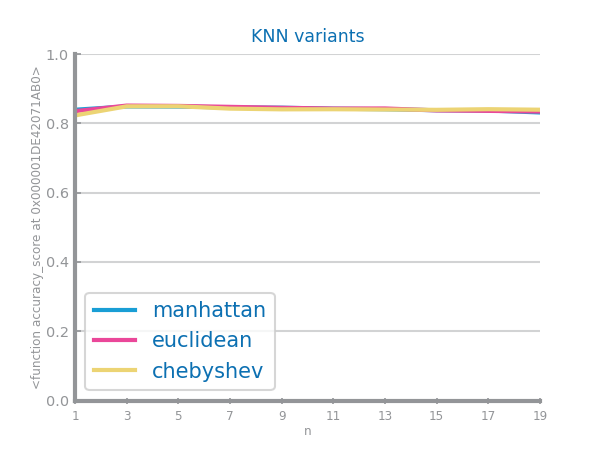 KNN variants
<function accuracy_score at 0x000001DE42071AB0>
1.0
0.8
0.6
0.4
0.2
0.0
manhattan
euclidean
chebyshev
1 3 5 7 9 11 13 15 17 19
n